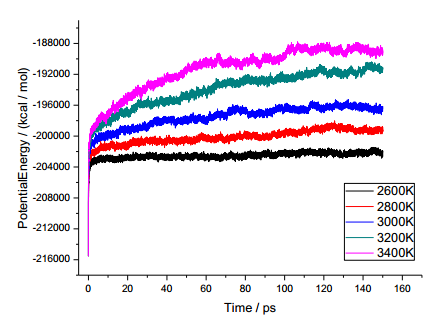 PotentialEnergy / (kcal / mol)
-188000
-192000
-196000
-200000
-204000
-208000
-212000
-216000
2600K
2800K
3000K
3200K
3400K
0 20 40 60 80 100 120 140 160
Time / ps